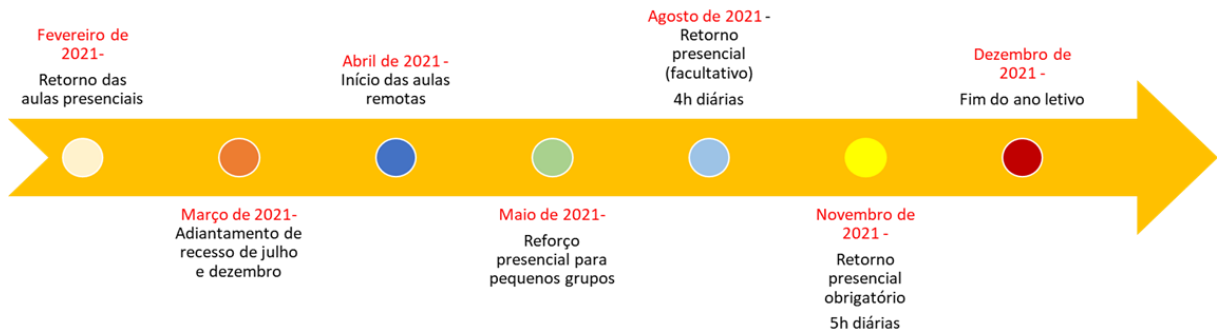 Fevereiro de
2021-
Retorno das
aulas presenciais
Março de 2021-
Adiantamento de
recesso de julho
e dezembro
Abril de 2021 -
Início das aulas
remotas
Maio de 2021-
Reforço
presencial para
pequenos grupos
Agosto de 2021 -
Retorno
presencial
(facultativo)
4h diárias
Novembro de
2021 -
Retorno
presencial
obrigatório
5h diárias
Dezembro de
2021 -
Fim do ano letivo